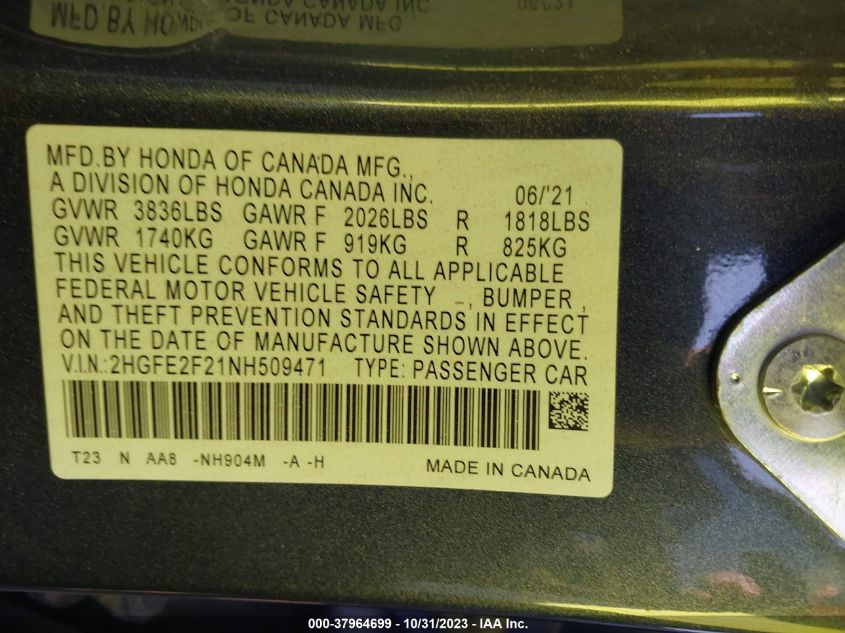 MFD.BY HONDA OF CANADA MFG.,
A DIVISION OF HONDA CANADA INC. 06/'21
GVWR 3836LBS GAWR F 2026LBS R 1818LBS
GVWR 1740KG GAWR F 919KG R 825KG
THIS VEHICLE CONFORMS TO ALL APPLICABLE
FEDERAL MOTOR VEHICLE SAFETY _, BUMPER ,
AND THEFT PREVENTION STANDARDS IN EFFECT
ON THE DATE OF MANUFACTURE SHOWN ABOVE.
V.I.N.:2HGFE2F21NH509471 TYPE: PASSENGER CAR
T23 N AA8 -NH904M -A -H MADE IN CANADA
000-37964699 - 10/31/2023 - IAA Inc.